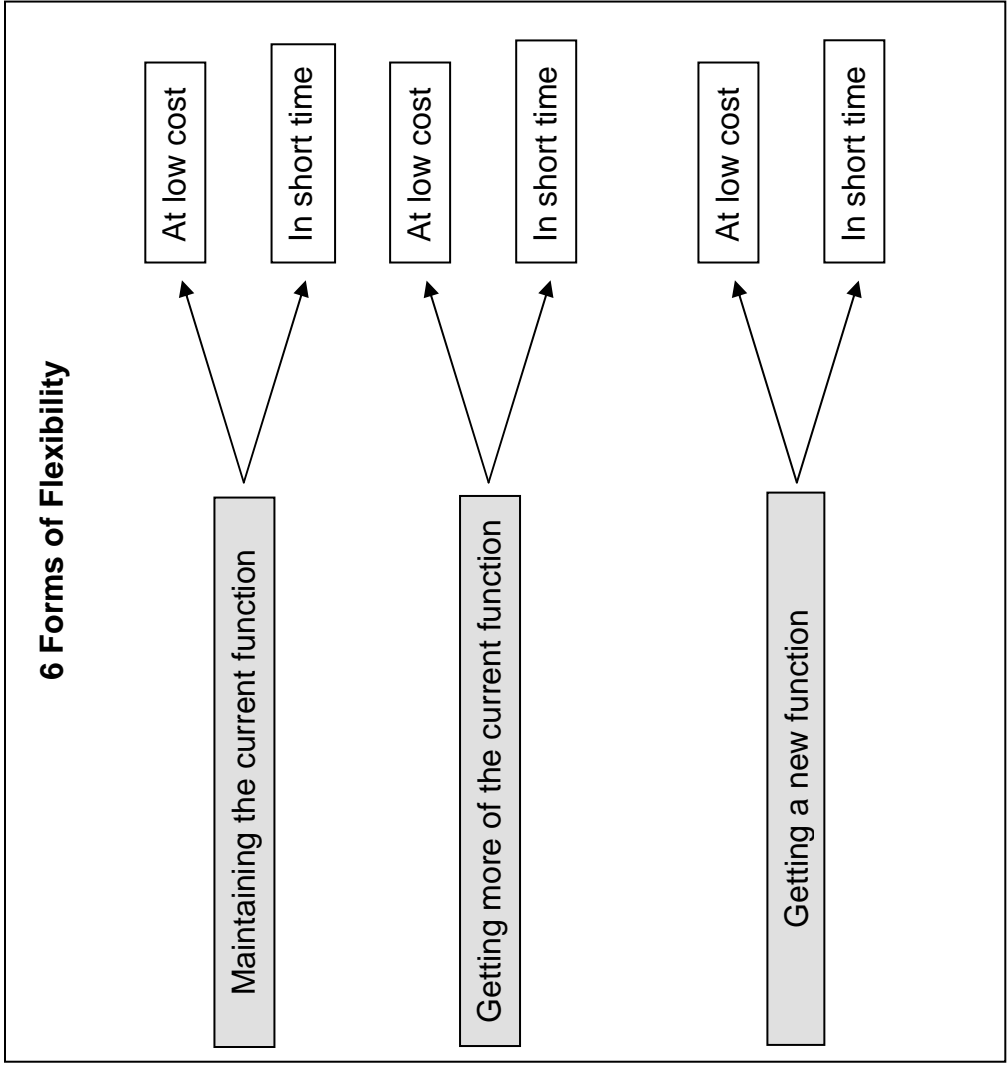 6 Forms of Flexibility
Maintaining the current function
At low cost
In short time
Getting more of the current function
At low cost
In short time
Getting a new function
At low cost
In short time